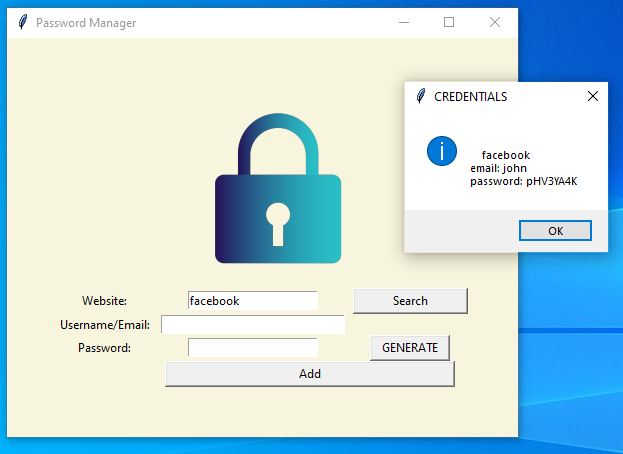 Password Manager
CREDENTIALS
facebook
email: john
password: pHV3YA4K
OK
Website:
facebook
Search
Username/Email:
Password:
GENERATE
Add